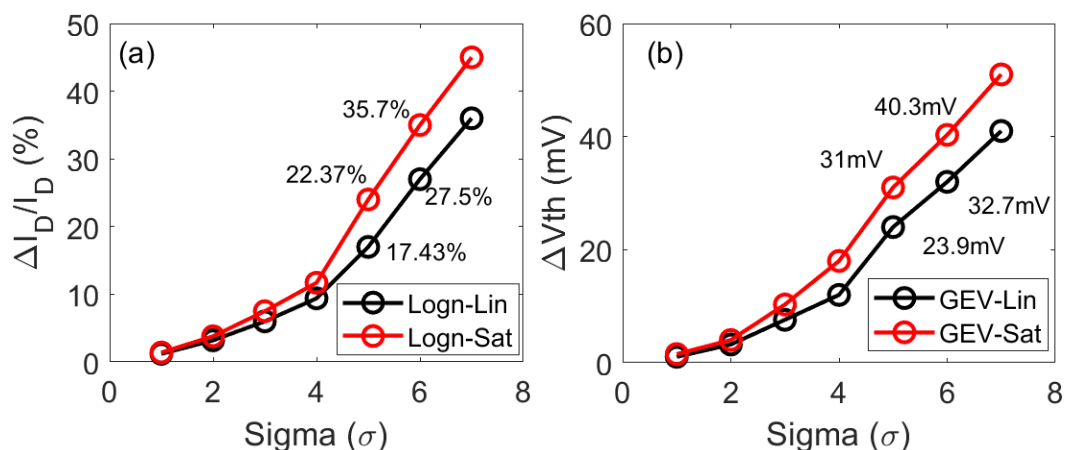 (a)
ΔI_D/I_D (%)
50
40
30
20
10
0
35.7%
22.37%
27.5%
17.43%
Logn-Lin
Logn-Sat
0 2 4 6 8
Sigma (σ)
(b)
ΔVth (mV)
60
40
20
0
40.3mV
31mV
32.7mV
23.9mV
GEV-Lin
GEV-Sat
0 2 4 6 8
Sigma (σ)